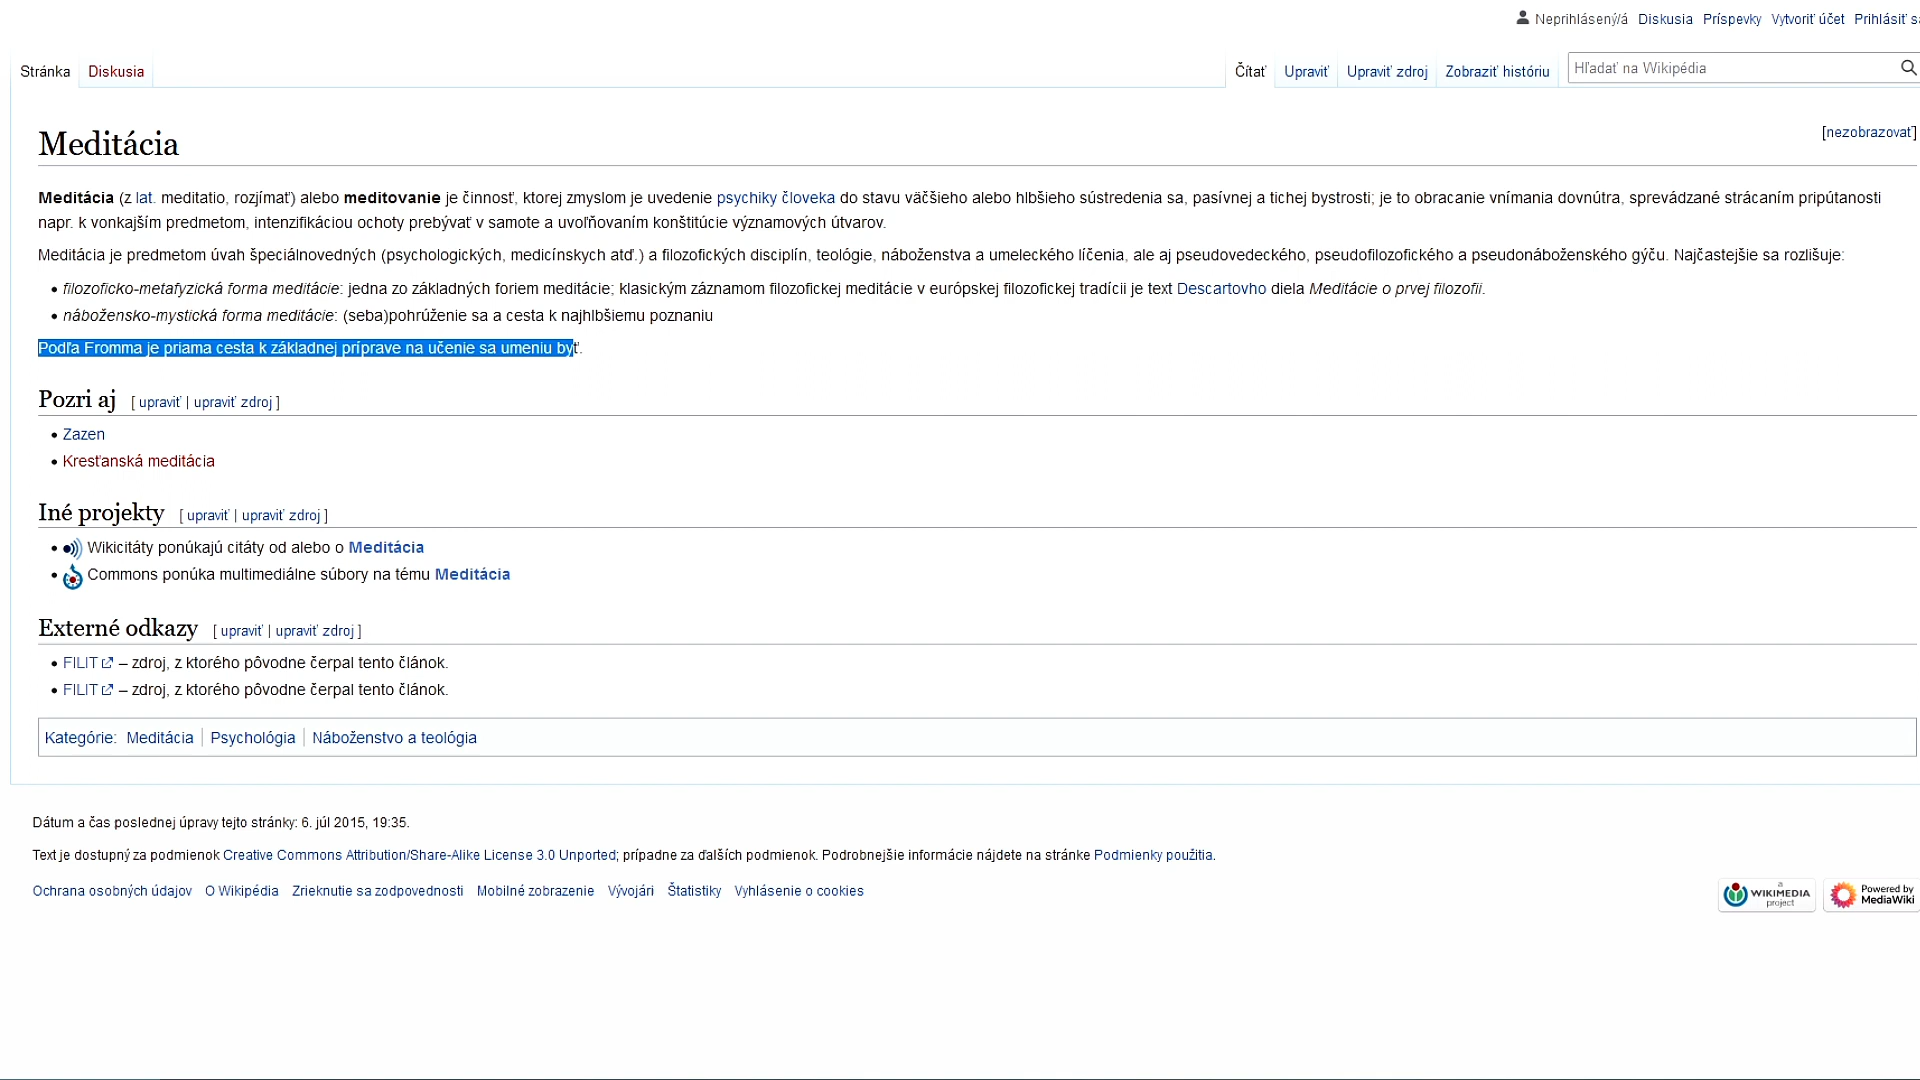 Neprihlásený/á Diskusia Príspevky Vytvoriť účet Prihlásiť
Stránka Diskusia Čítať Upraviť Upraviť zdroj Zobraziť históriu Hľadať na Wikipédia
[nezobrazovať]
Meditácia
Meditácia (z lat. meditatio, rozjímať) alebo meditovanie je činnosť, ktorej zmyslom je uvedenie psychiky človeka do stavu väčšieho alebo hlbšieho sústredenia sa, pasívnej a tichej bystrosti; je to obracanie vnímania dovnútra, sprevádzané strácaním pripútanosti
napr. k vonkajším predmetom, intenzifikáciou ochoty prebývať v samote a uvoľňovaním konštitúcie významových útvarov.
Meditácia je predmetom úvah špeciálnovedných (psychologických, medicínskych atď.) a filozofických disciplín, teológie, náboženstva a umeleckého líčenia, ale aj pseudovedeckého, pseudofilozofického a pseudonáboženského gýču. Najčastejšie sa rozlišuje:
• filozoficko-metafyzická forma meditácie: jedna zo základných foriem meditácie; klasickým záznamom filozofickej meditácie v európskej filozofickej tradícii je text Descartovho diela Meditácie o prvej filozofii.
• nábožensko-mystická forma meditácie: (seba)pohrúženie sa a cesta k najhlbšiemu poznaniu
Podľa Fromma je priama cesta k základnej príprave na učenie sa umeniu byť.
Pozri aj [ upraviť | upraviť zdroj ]
• Zazen
• Kresťanská meditácia
Iné projekty [ upraviť | upraviť zdroj ]
• Wikicitáty ponúkajú citáty od alebo o Meditácia
• Commons ponúka multimediálne súbory na tému Meditácia
Externé odkazy [ upraviť | upraviť zdroj ]
• FILIT – zdroj, z ktorého pôvodne čerpal tento článok.
• FILIT – zdroj, z ktorého pôvodne čerpal tento článok.
Kategórie: Meditácia | Psychológia | Náboženstvo a teológia
Dátum a čas poslednej úpravy tejto stránky: 6. júl 2015, 19:35.
Text je dostupný za podmienok Creative Commons Attribution/Share-Alike License 3.0 Unported; prípadne za ďalších podmienok. Podrobnejšie informácie nájdete na stránke Podmienky použitia.
Ochrana osobných údajov O Wikipédia Zrieknutie sa zodpovednosti Mobilné zobrazenie Vývojári Štatistiky Vyhlásenie o cookies
a WIKIMEDIA project
Powered by MediaWiki